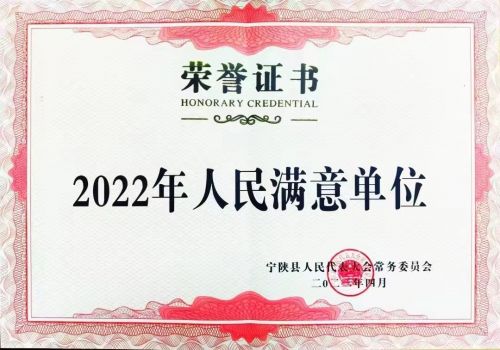 荣誉证书
HONORARY CREDENTIAL
2022年人民满意单位
宁陕县人民代表大会常务委员会
二〇二三年四月